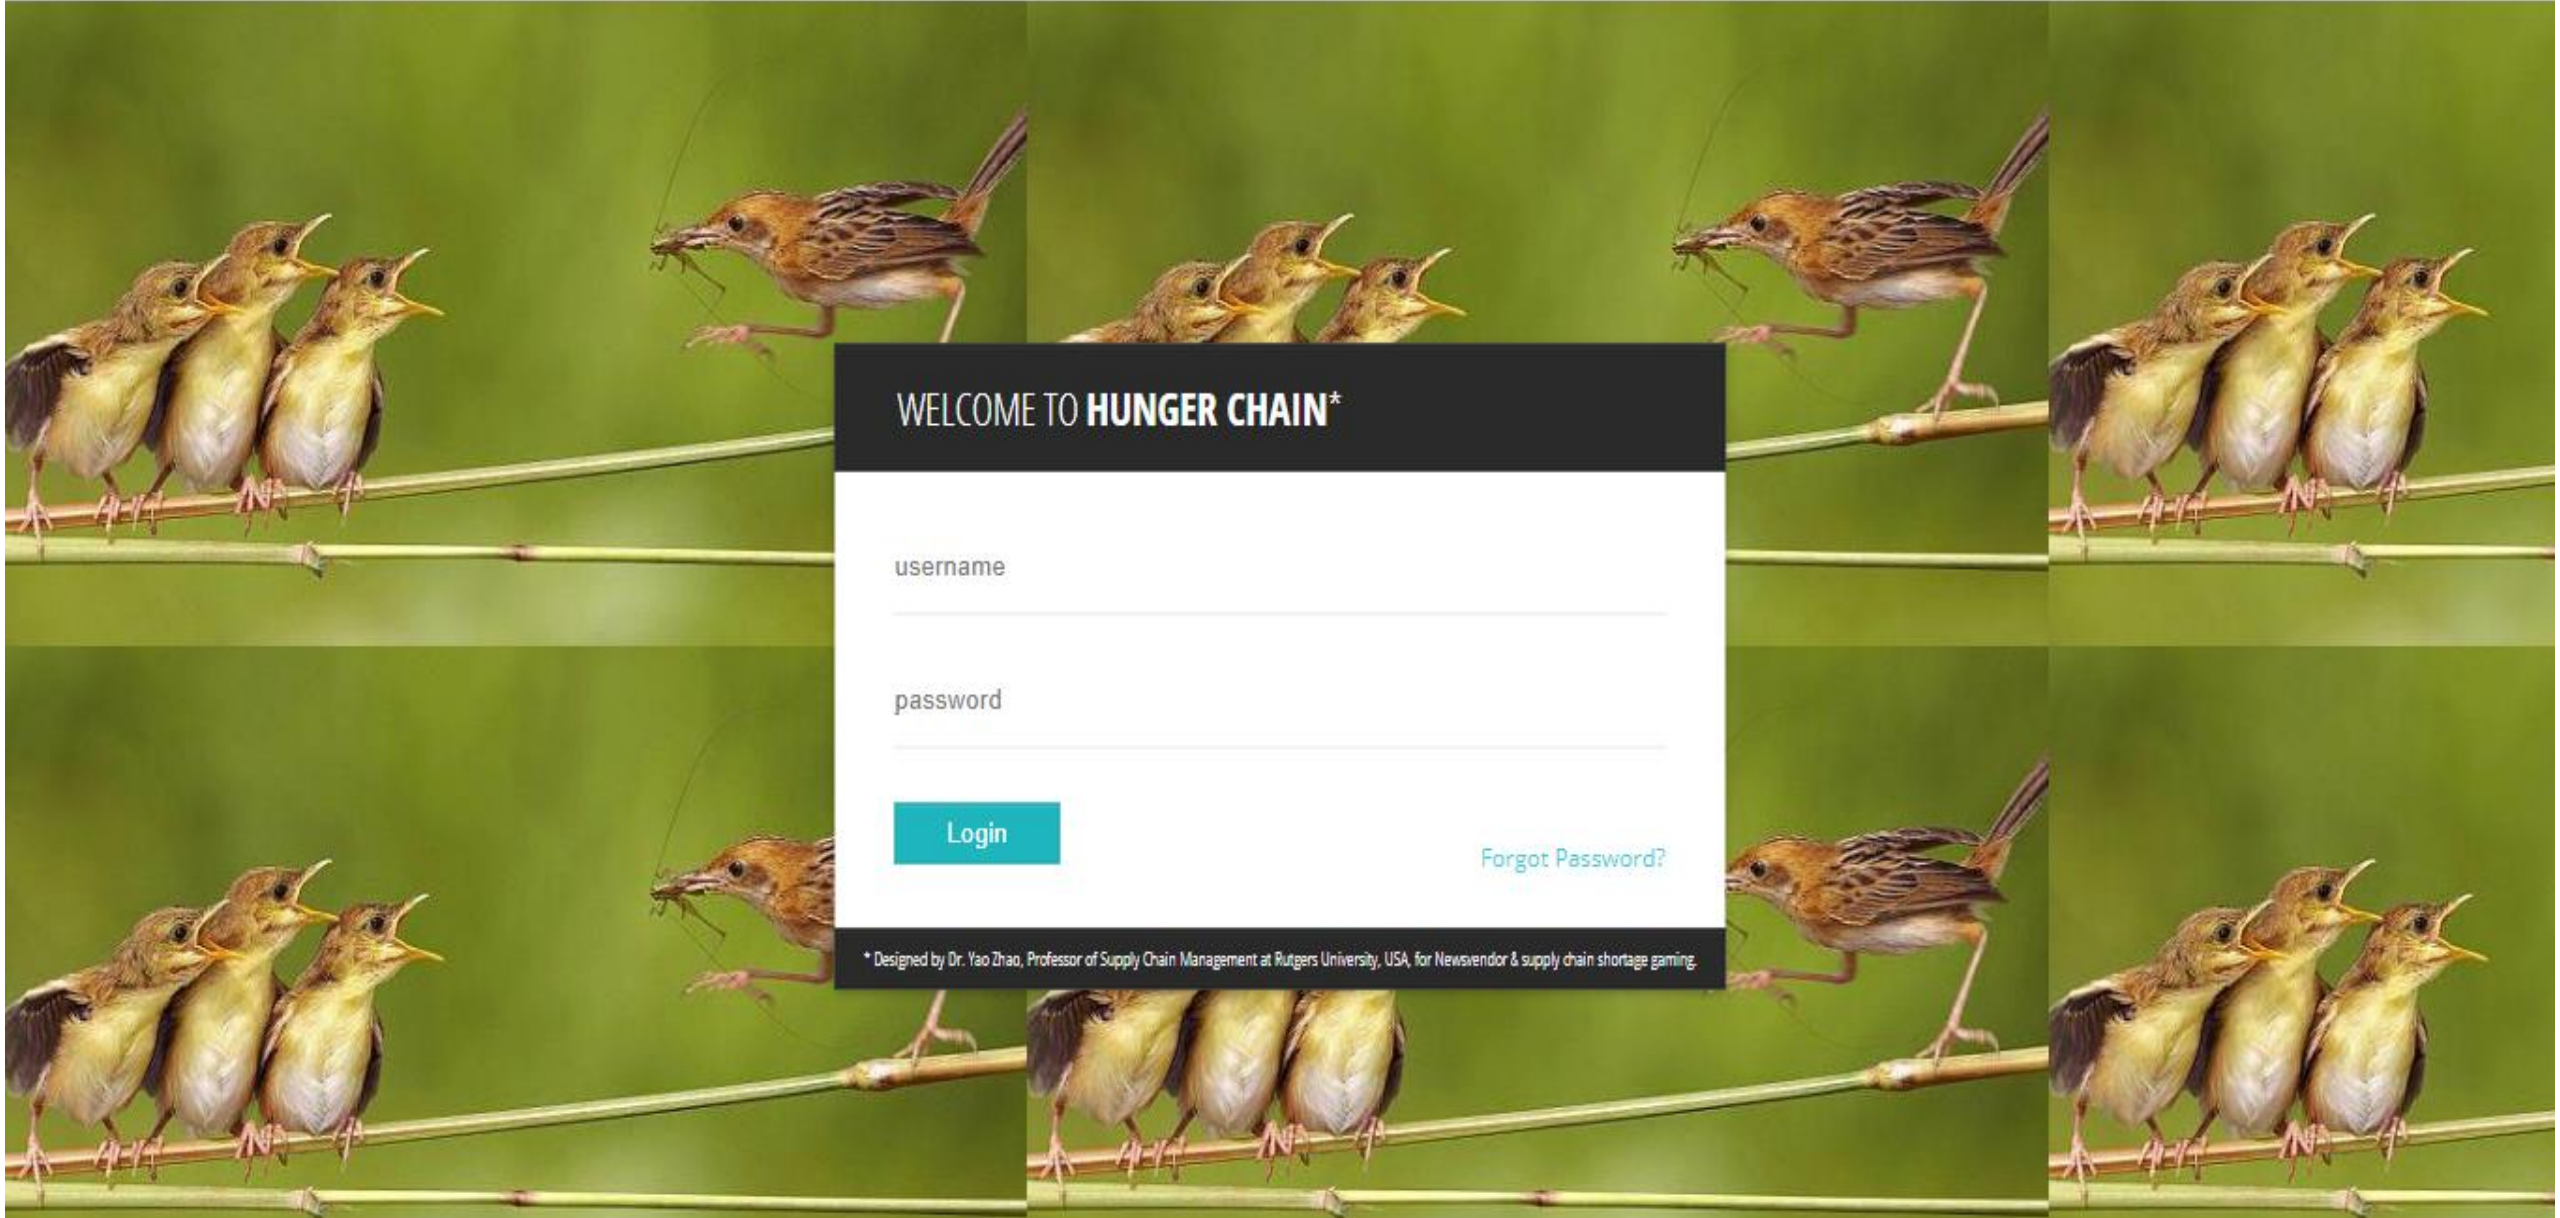 WELCOME TO HUNGER CHAIN*
username
password
Login
Forgot Password?
* Designed by Dr. Yao Zhao, Professor of Supply Chain Management at Rutgers University, USA, for Newsvendor & supply chain shortage gaming.